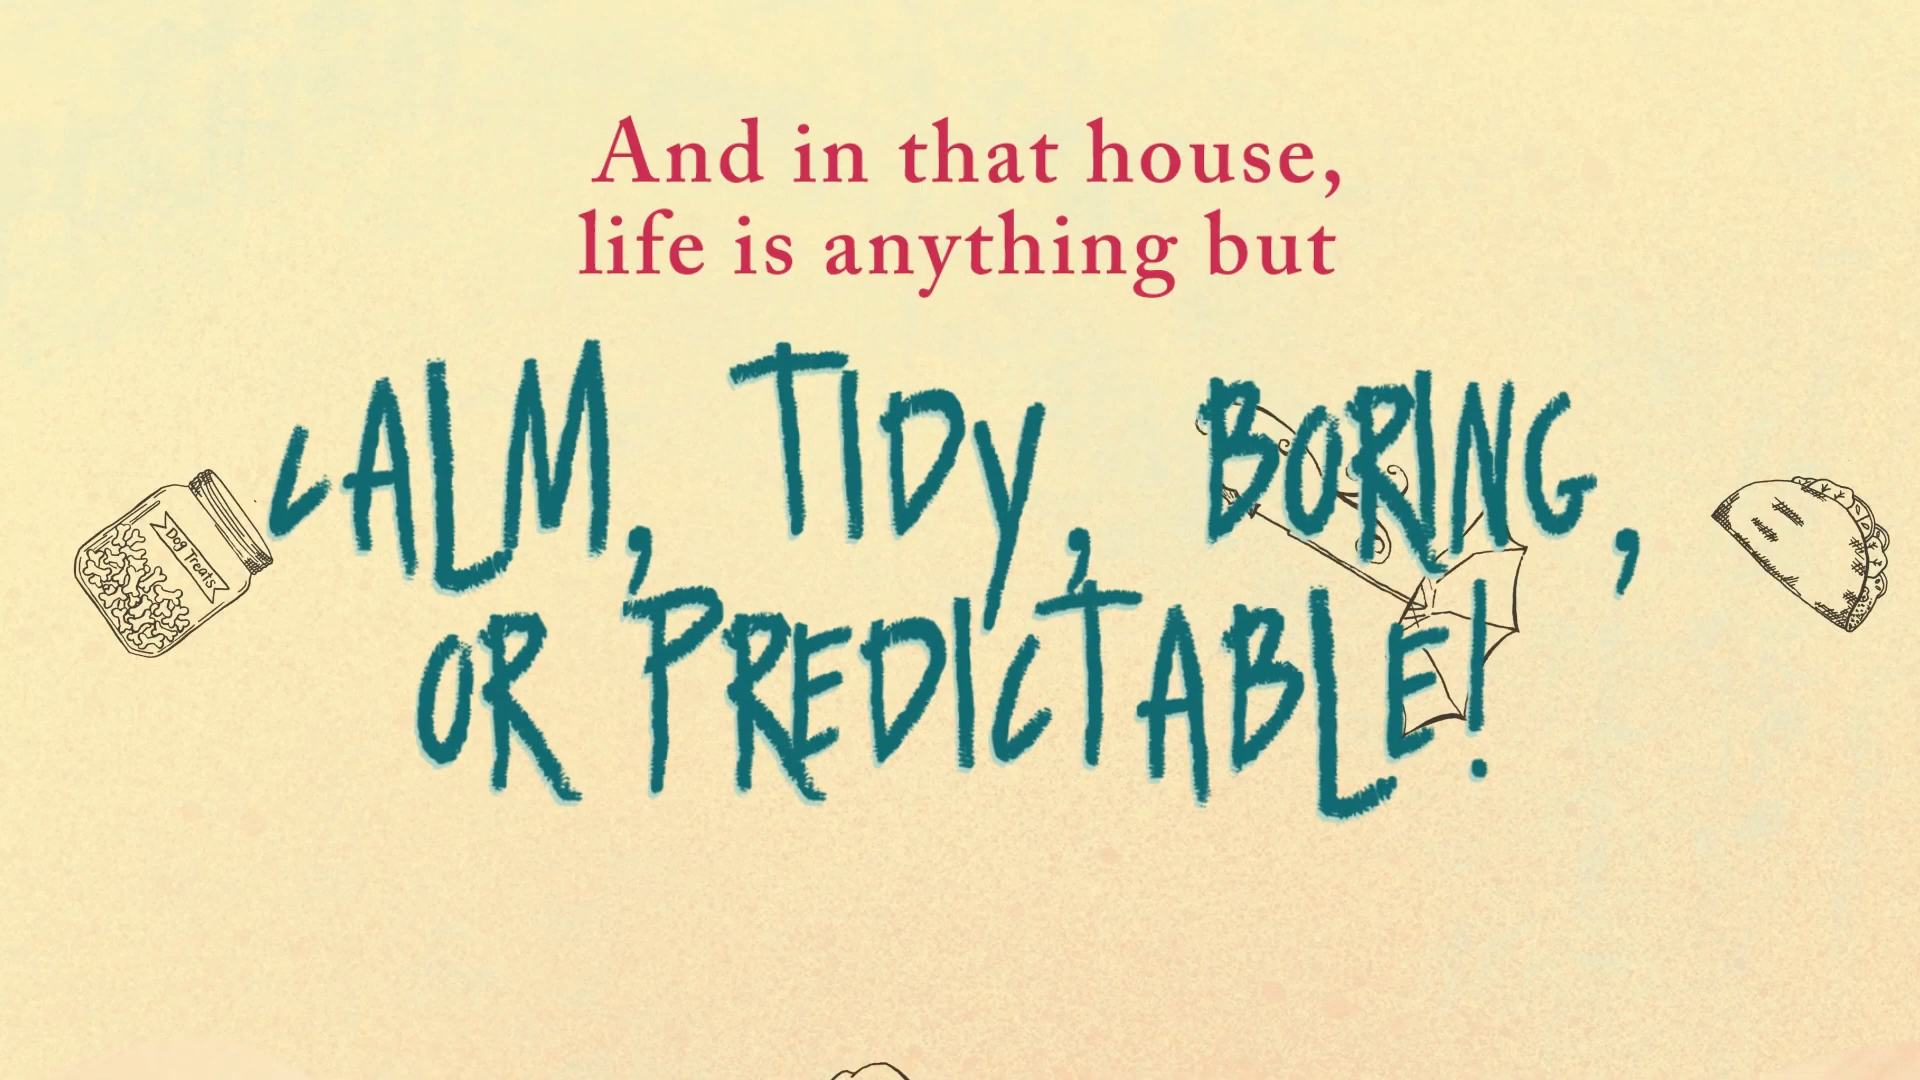 And in that house,
life is anything but
CALM, TIDY, BORING,
OR PREDICTABLE!
Dog Treats